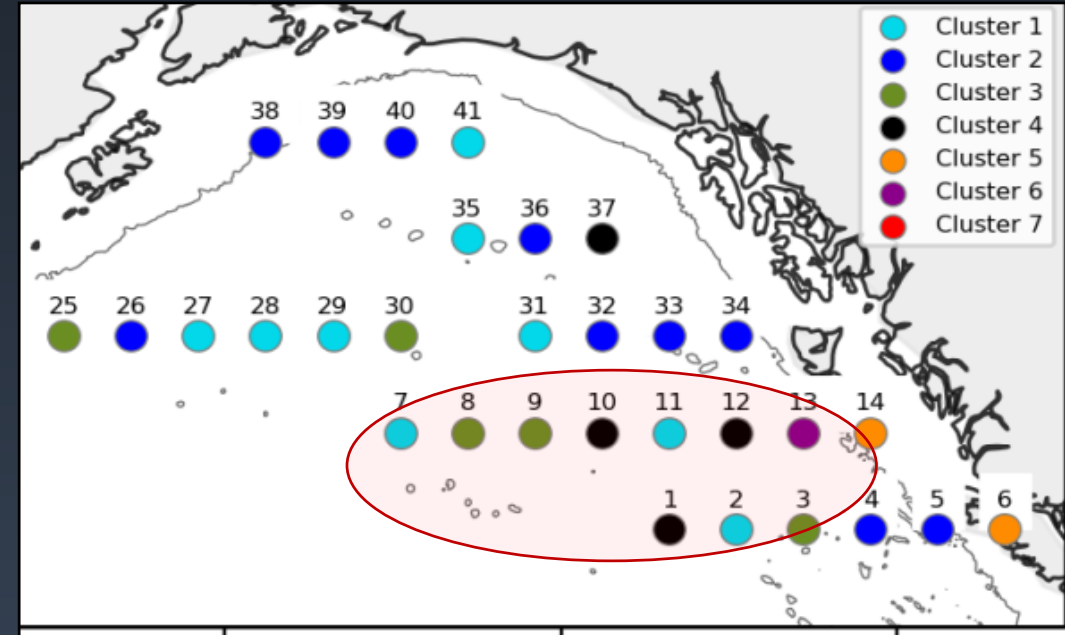 Cluster 1
Cluster 2
Cluster 3
Cluster 4
Cluster 5
Cluster 6
Cluster 7
38 39 40 41
35 36 37
25 26 27 28 29 30 31 32 33 34
7 8 9 10 11 12 13 14
1 2 3 4 5 6